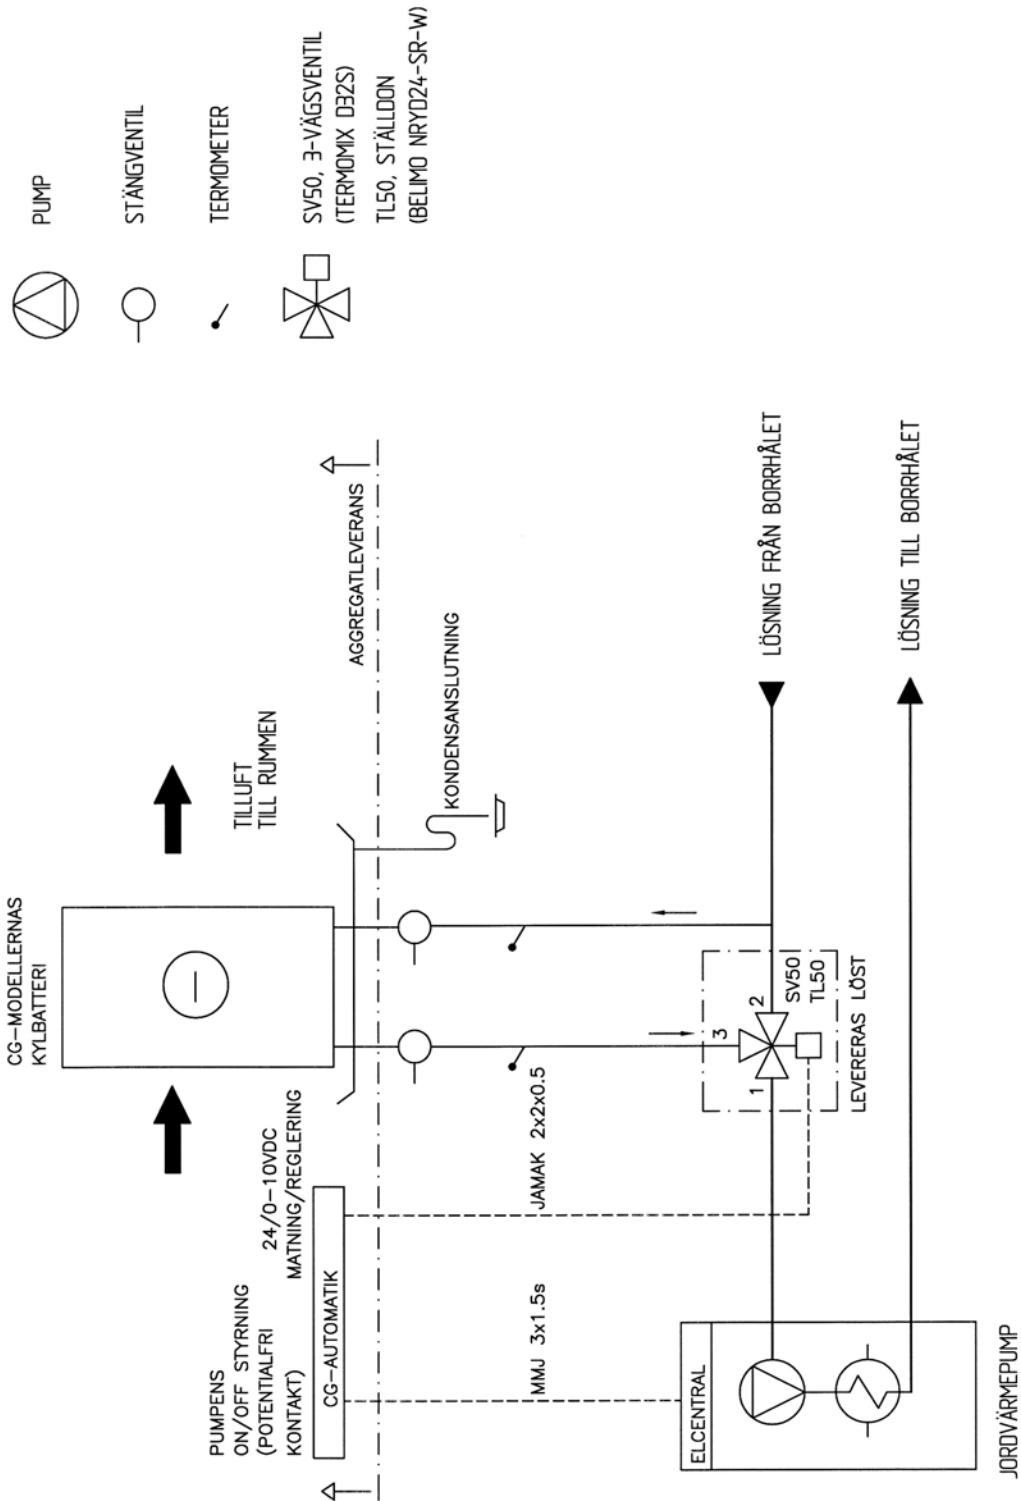 PUMP
STÄNGVENTIL
TERMOMETER
SV50, 3-VÄGSVENTIL
(TERMOMIX D32S)
TL50, STÄLLDON
(BELIMO NRYD24-SR-W)
CG-MODELLERNAS
KYLBATTERI
TILLUFT
TILL RUMMEN
AGGREGATLEVERANS
KONDENSANSLUTNING
PUMPENS
ON/OFF STYRNING
(POTENTIALFRI
KONTAKT)
24/0-10VDC
MATNING/REGLERING
CG-AUTOMATIK
MMJ 3x1.5s
JAMAK 2x2x0.5
1
3
2
SV50
TL50
LEVERERAS LÖST
LÖSNING FRÅN BORRHÅLET
LÖSNING TILL BORRHÅLET
ELCENTRAL
JORDVÄRMEPUMP